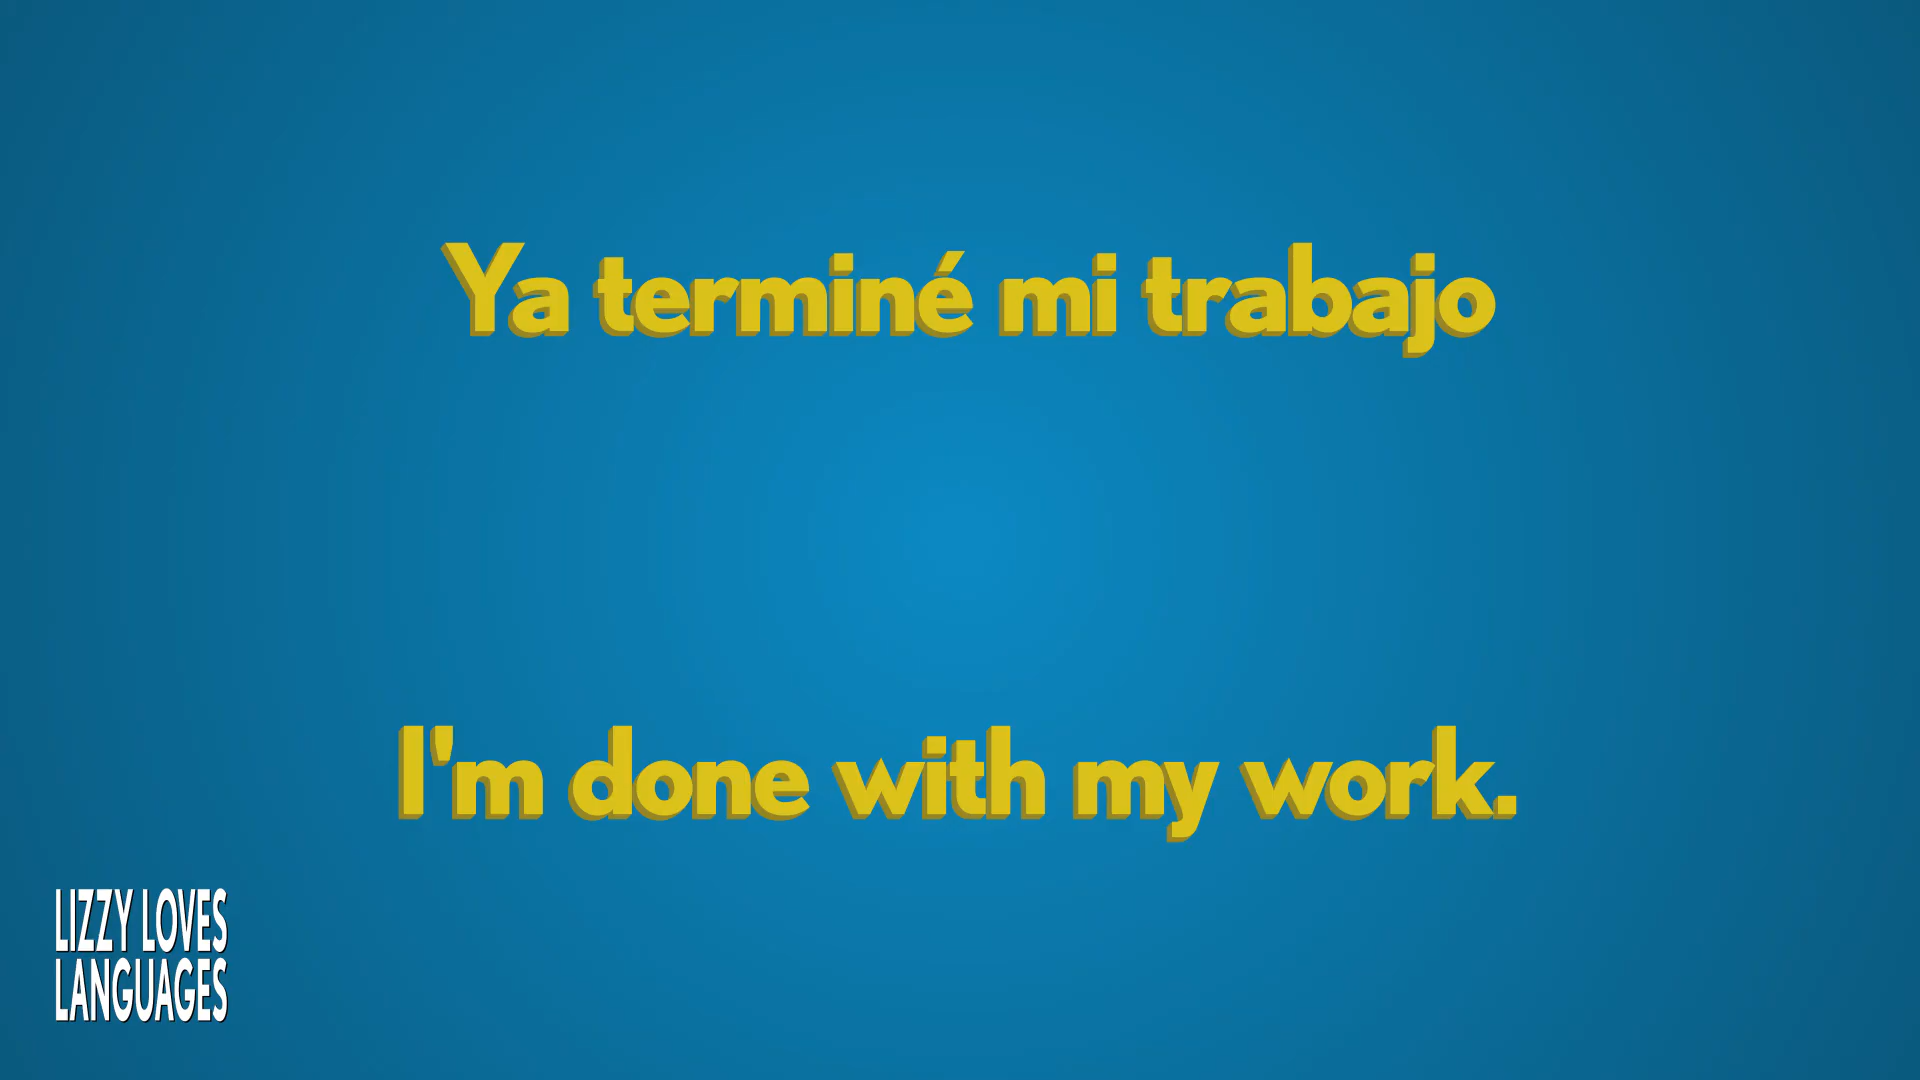 Ya terminé mi trabajo
I'm done with my work.
LIZZY LOVES
LANGUAGES